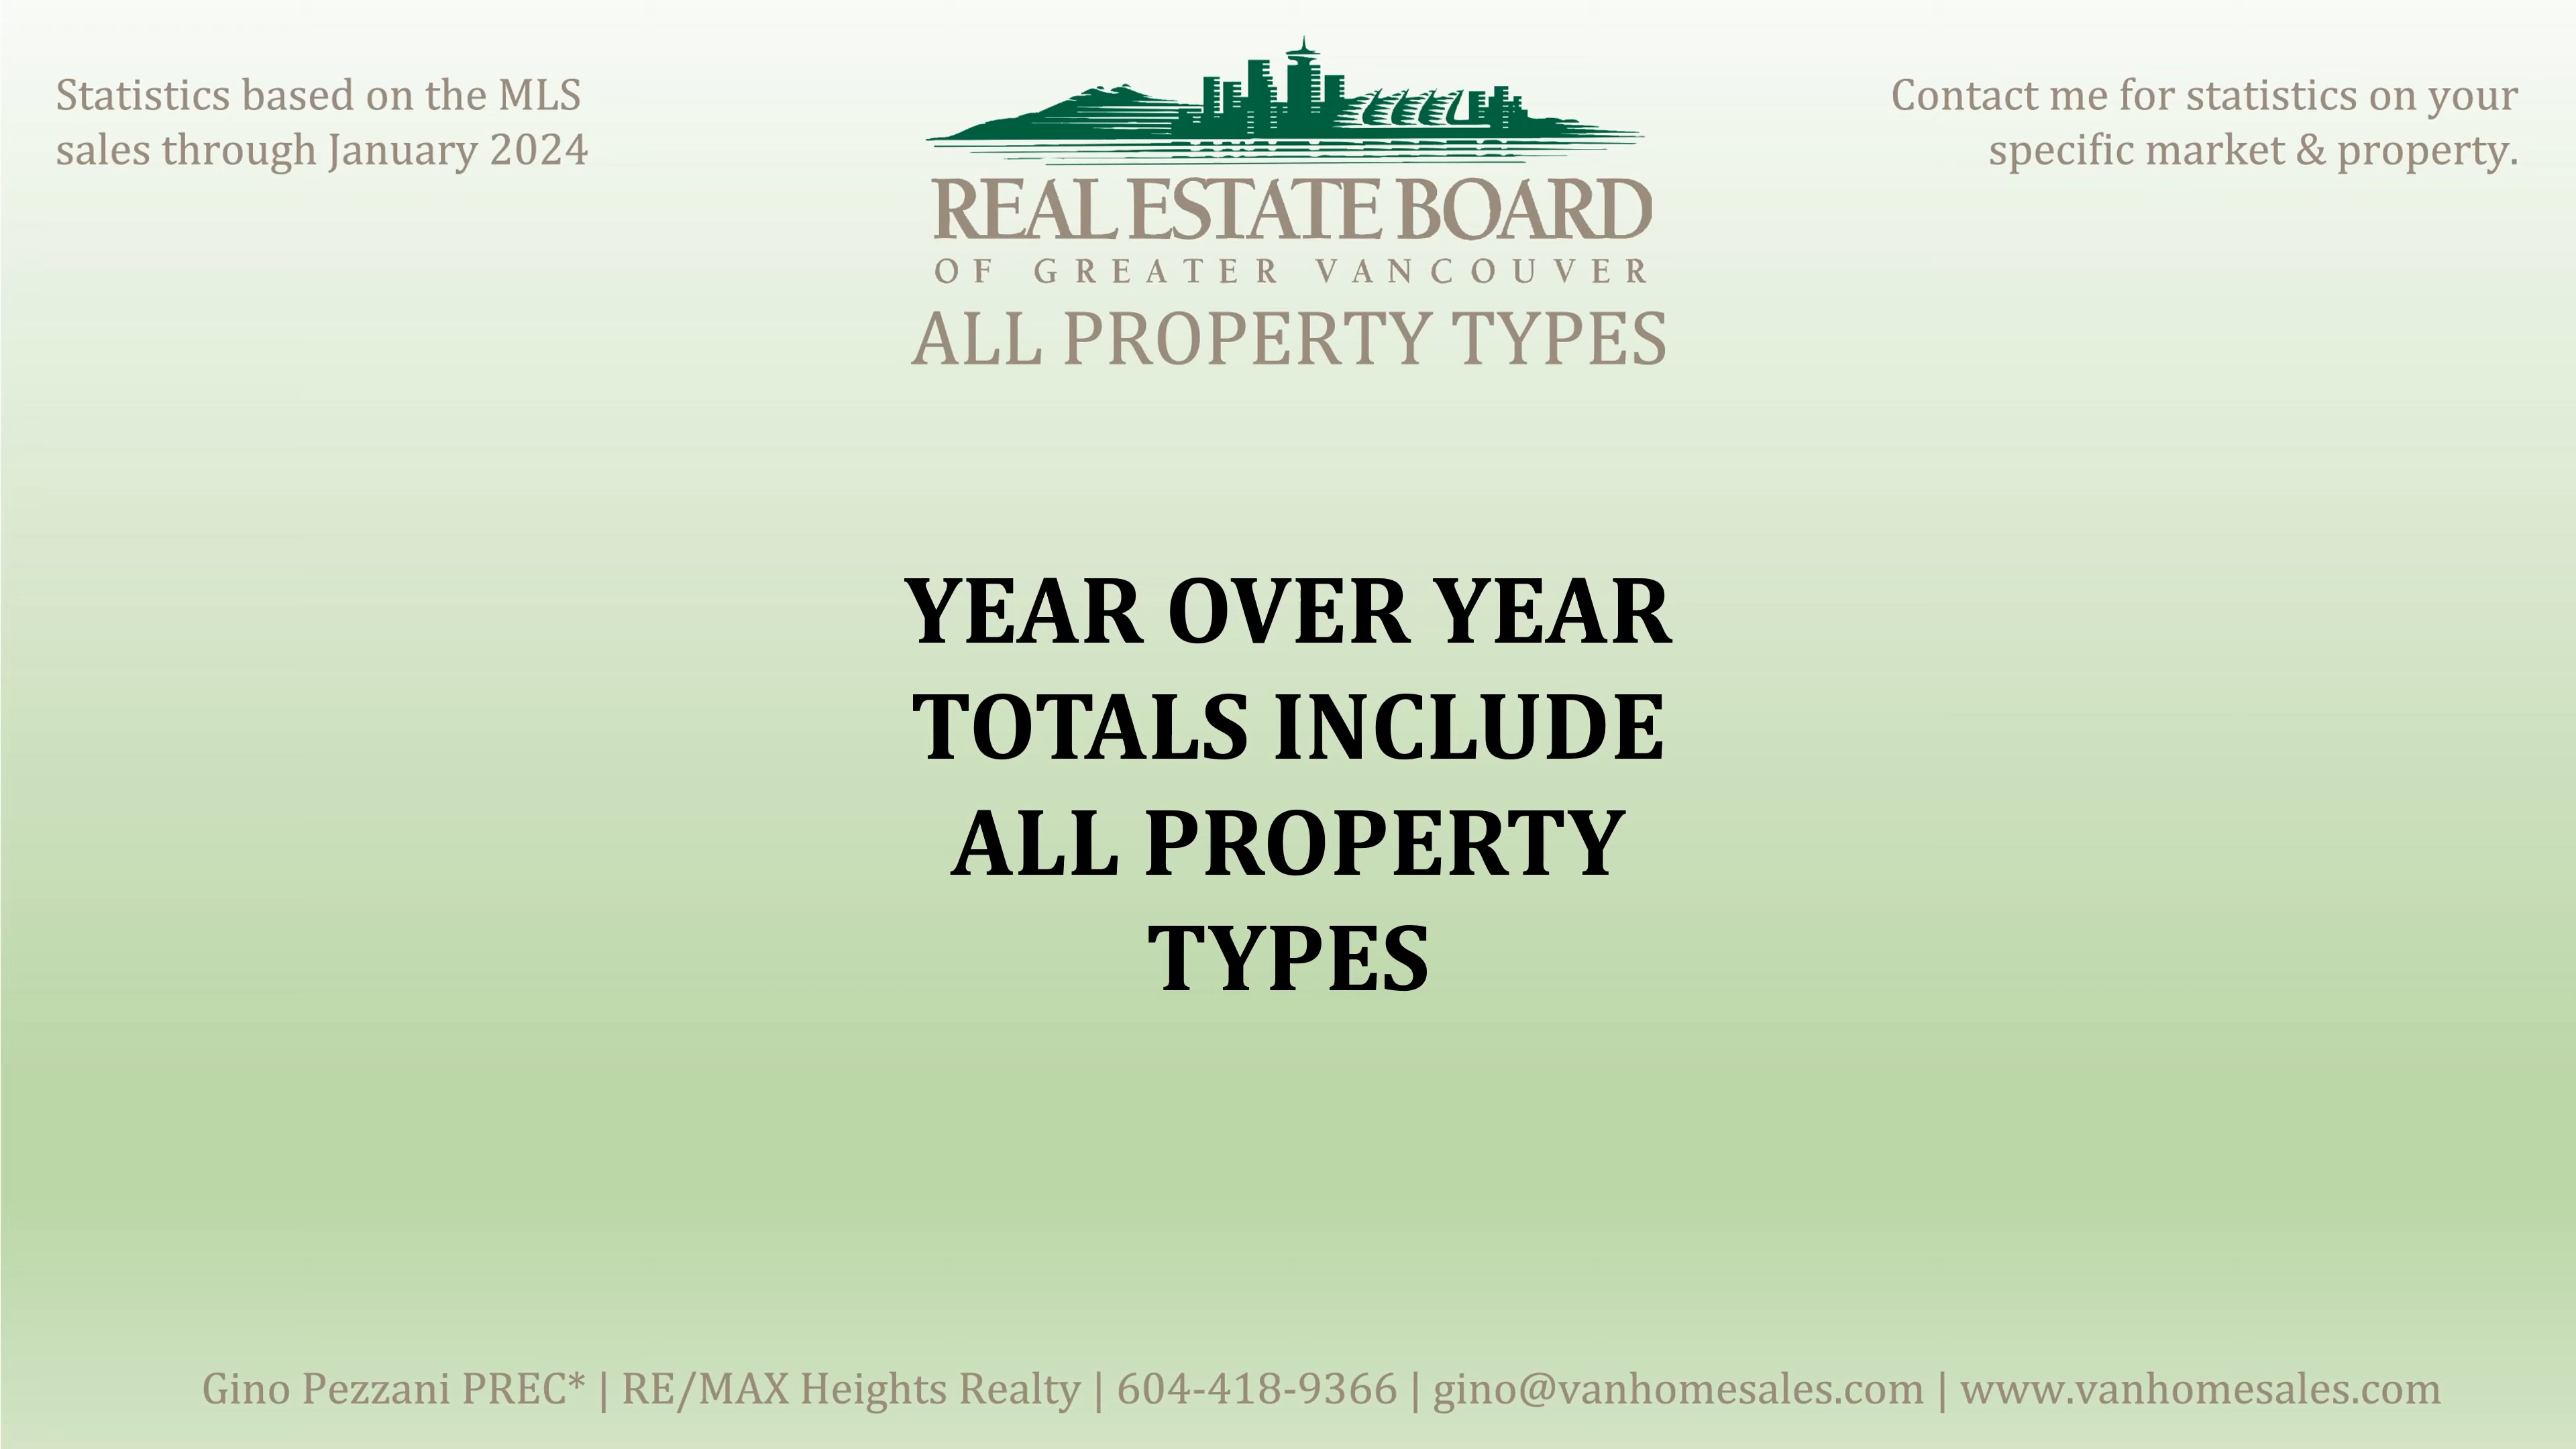 Statistics based on the MLS
sales through January 2024
Contact me for statistics on your
specific market & property.
REAL ESTATE BOARD
OF GREATER VANCOUVER
ALL PROPERTY TYPES
YEAR OVER YEAR
TOTALS INCLUDE
ALL PROPERTY
TYPES
Gino Pezzani PREC* | RE/MAX Heights Realty | 604-418-9366 | gino@vanhomesales.com | www.vanhomesales.com